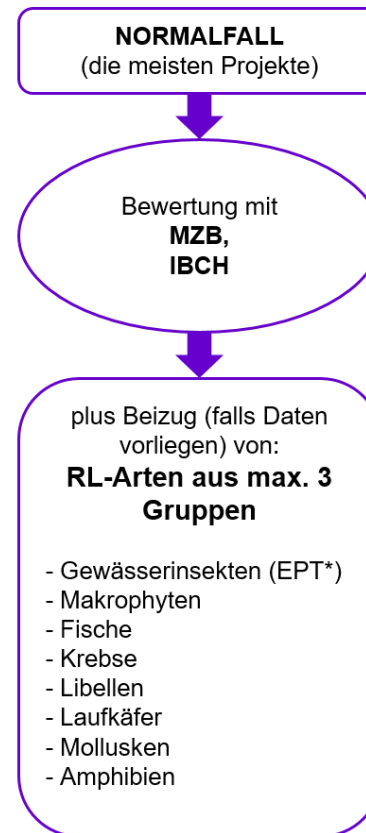 NORMALFALL
(die meisten Projekte)
Bewertung mit
MZB,
IBCH
plus Beizug (falls Daten
vorliegen) von:
RL-Arten aus max. 3
Gruppen
- Gewässerinsekten (EPT*)
- Makrophyten
- Fische
- Krebse
- Libellen
- Laufkäfer
- Mollusken
- Amphibien